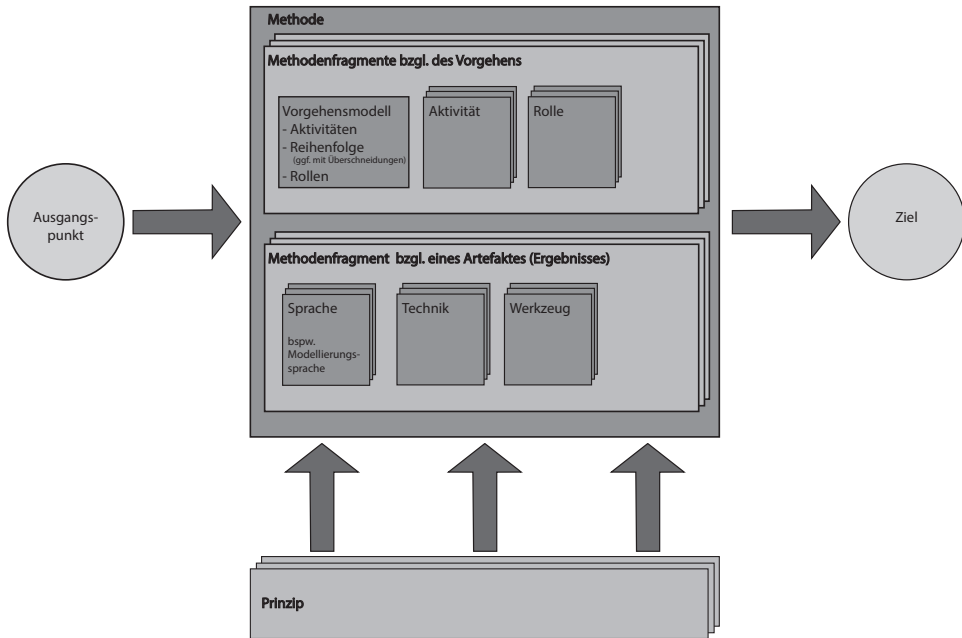 Methode
Methodenfragmente bzgl. des Vorgehens
Vorgehensmodell
- Aktivitäten
- Reihenfolge
(ggf. mit Überschneidungen)
- Rollen
Aktivität
Rolle
Ausgangs-
punkt
Ziel
Methodenfragment bzgl. eines Artefaktes (Ergebnisses)
Sprache
bspw.
Modellierungs-
sprache
Technik
Werkzeug
Prinzip